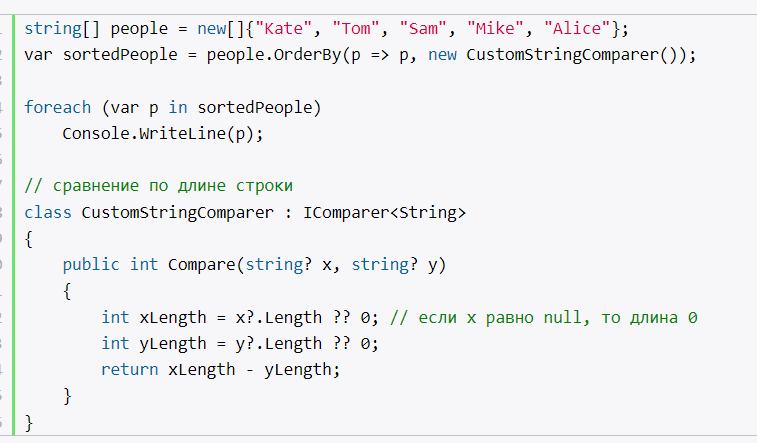 string[] people = new[]{"Kate", "Tom", "Sam", "Mike", "Alice"};
var sortedPeople = people.OrderBy(p => p, new CustomStringComparer());
foreach (var p in sortedPeople)
    Console.WriteLine(p);
// сравнение по длине строки
class CustomStringComparer : IComparer<String>
{
    public int Compare(string? x, string? y)
    {
        int xLength = x?.Length ?? 0; // если x равно null, то длина 0
        int yLength = y?.Length ?? 0;
        return xLength - yLength;
    }
}